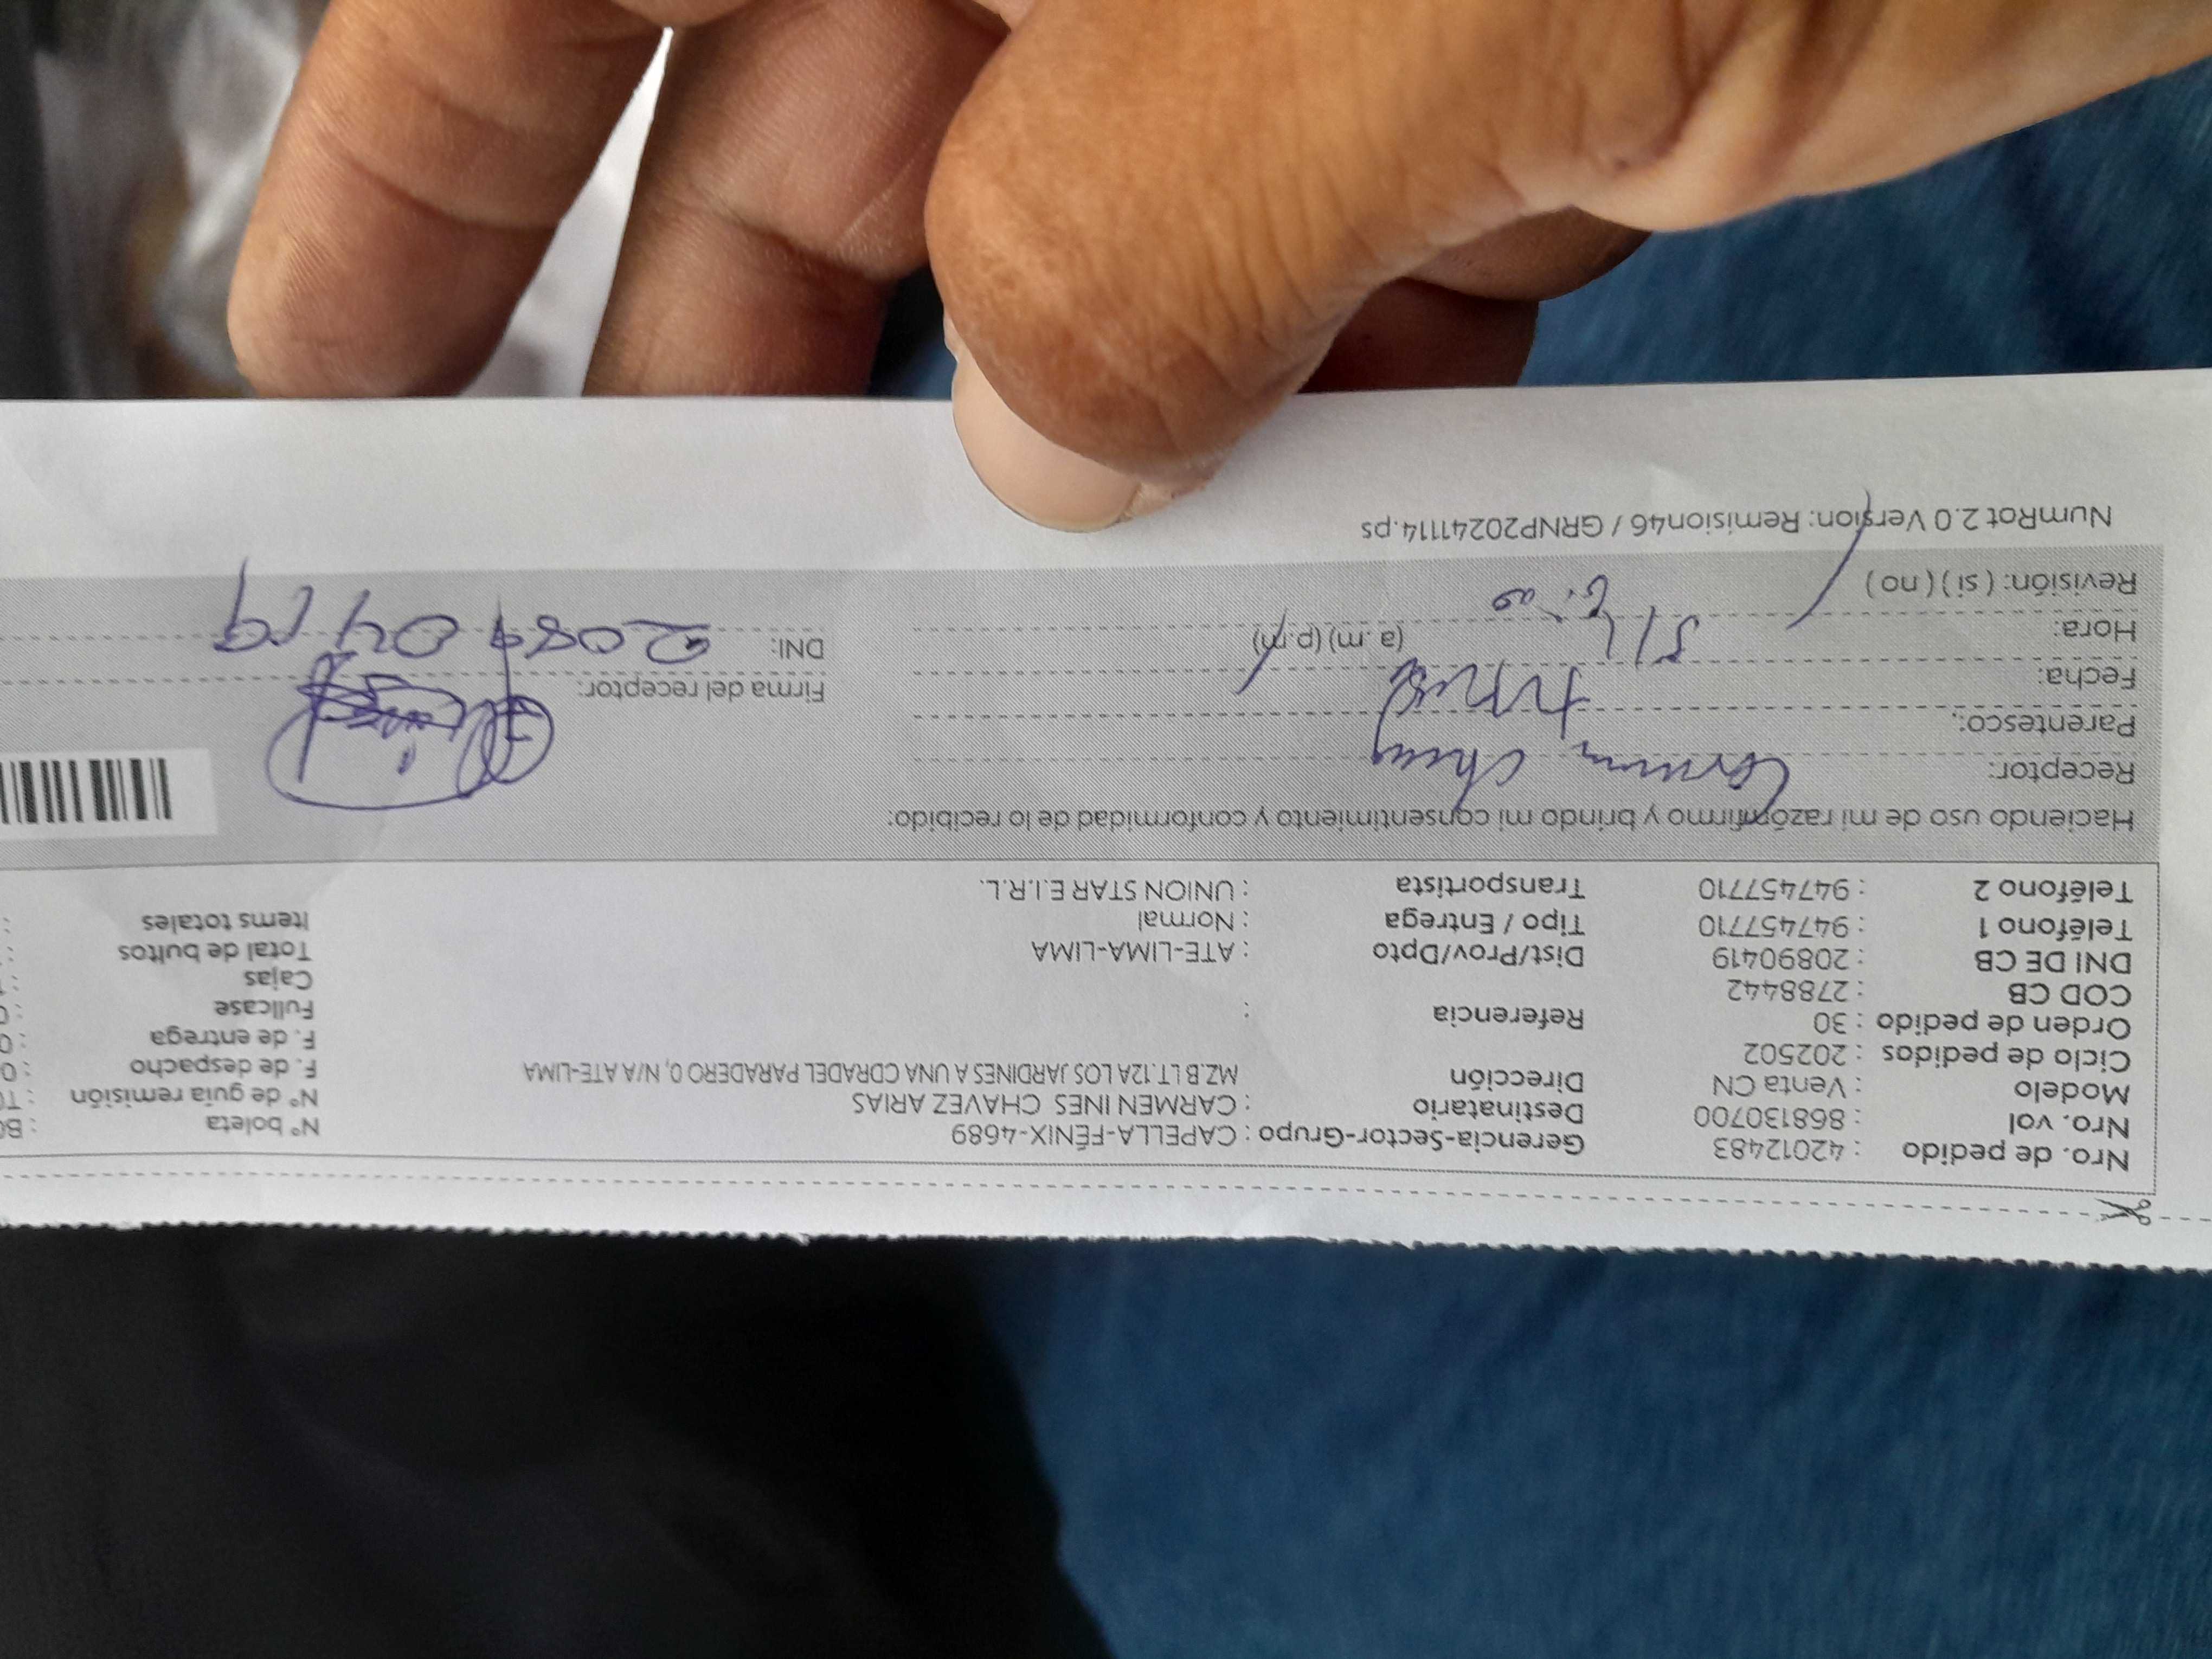 Nro. de pedido : 42012483 Gerencia-Sector-Grupo : CAPELLA-FÉNIX-4689 N° boleta : B
Nro. vol : 868130700 Destinatario : CARMEN INES CHAVEZ ARIAS N° de guía remisión : T
Modelo : Venta CN Dirección MZ.B LT.12A LOS JARDINES A UNA CDRADEL PARADERO 0, N/A ATE-LIMA F. de despacho : 0
Ciclo de pedidos : 202502 F. de entrega : 0
Orden de pedido : 30 Referencia : Fullcase : 0
COD CB : 2788442 Cajas :
DNI DE CB : 20890419 Dist/Prov/Dpto : ATE-LIMA-LIMA Total de bultos :
Teléfono 1 : 947457710 Tipo / Entrega : Normal Items totales :
Teléfono 2 : 947457710 Transportista : UNION STAR E.I.R.L.
Haciendo uso de mi razón firmo y brindo mi consentimiento y conformidad de lo recibido:
Receptor: Carmen Chavez
Parentesco:
Fecha: Firma del receptor:
Hora: (a.m) (p.m) DNI: 20890419
Revisión: ( si ) ( no )
NumRot 2.0 Version: Remision46 / GRNP20241114.ps